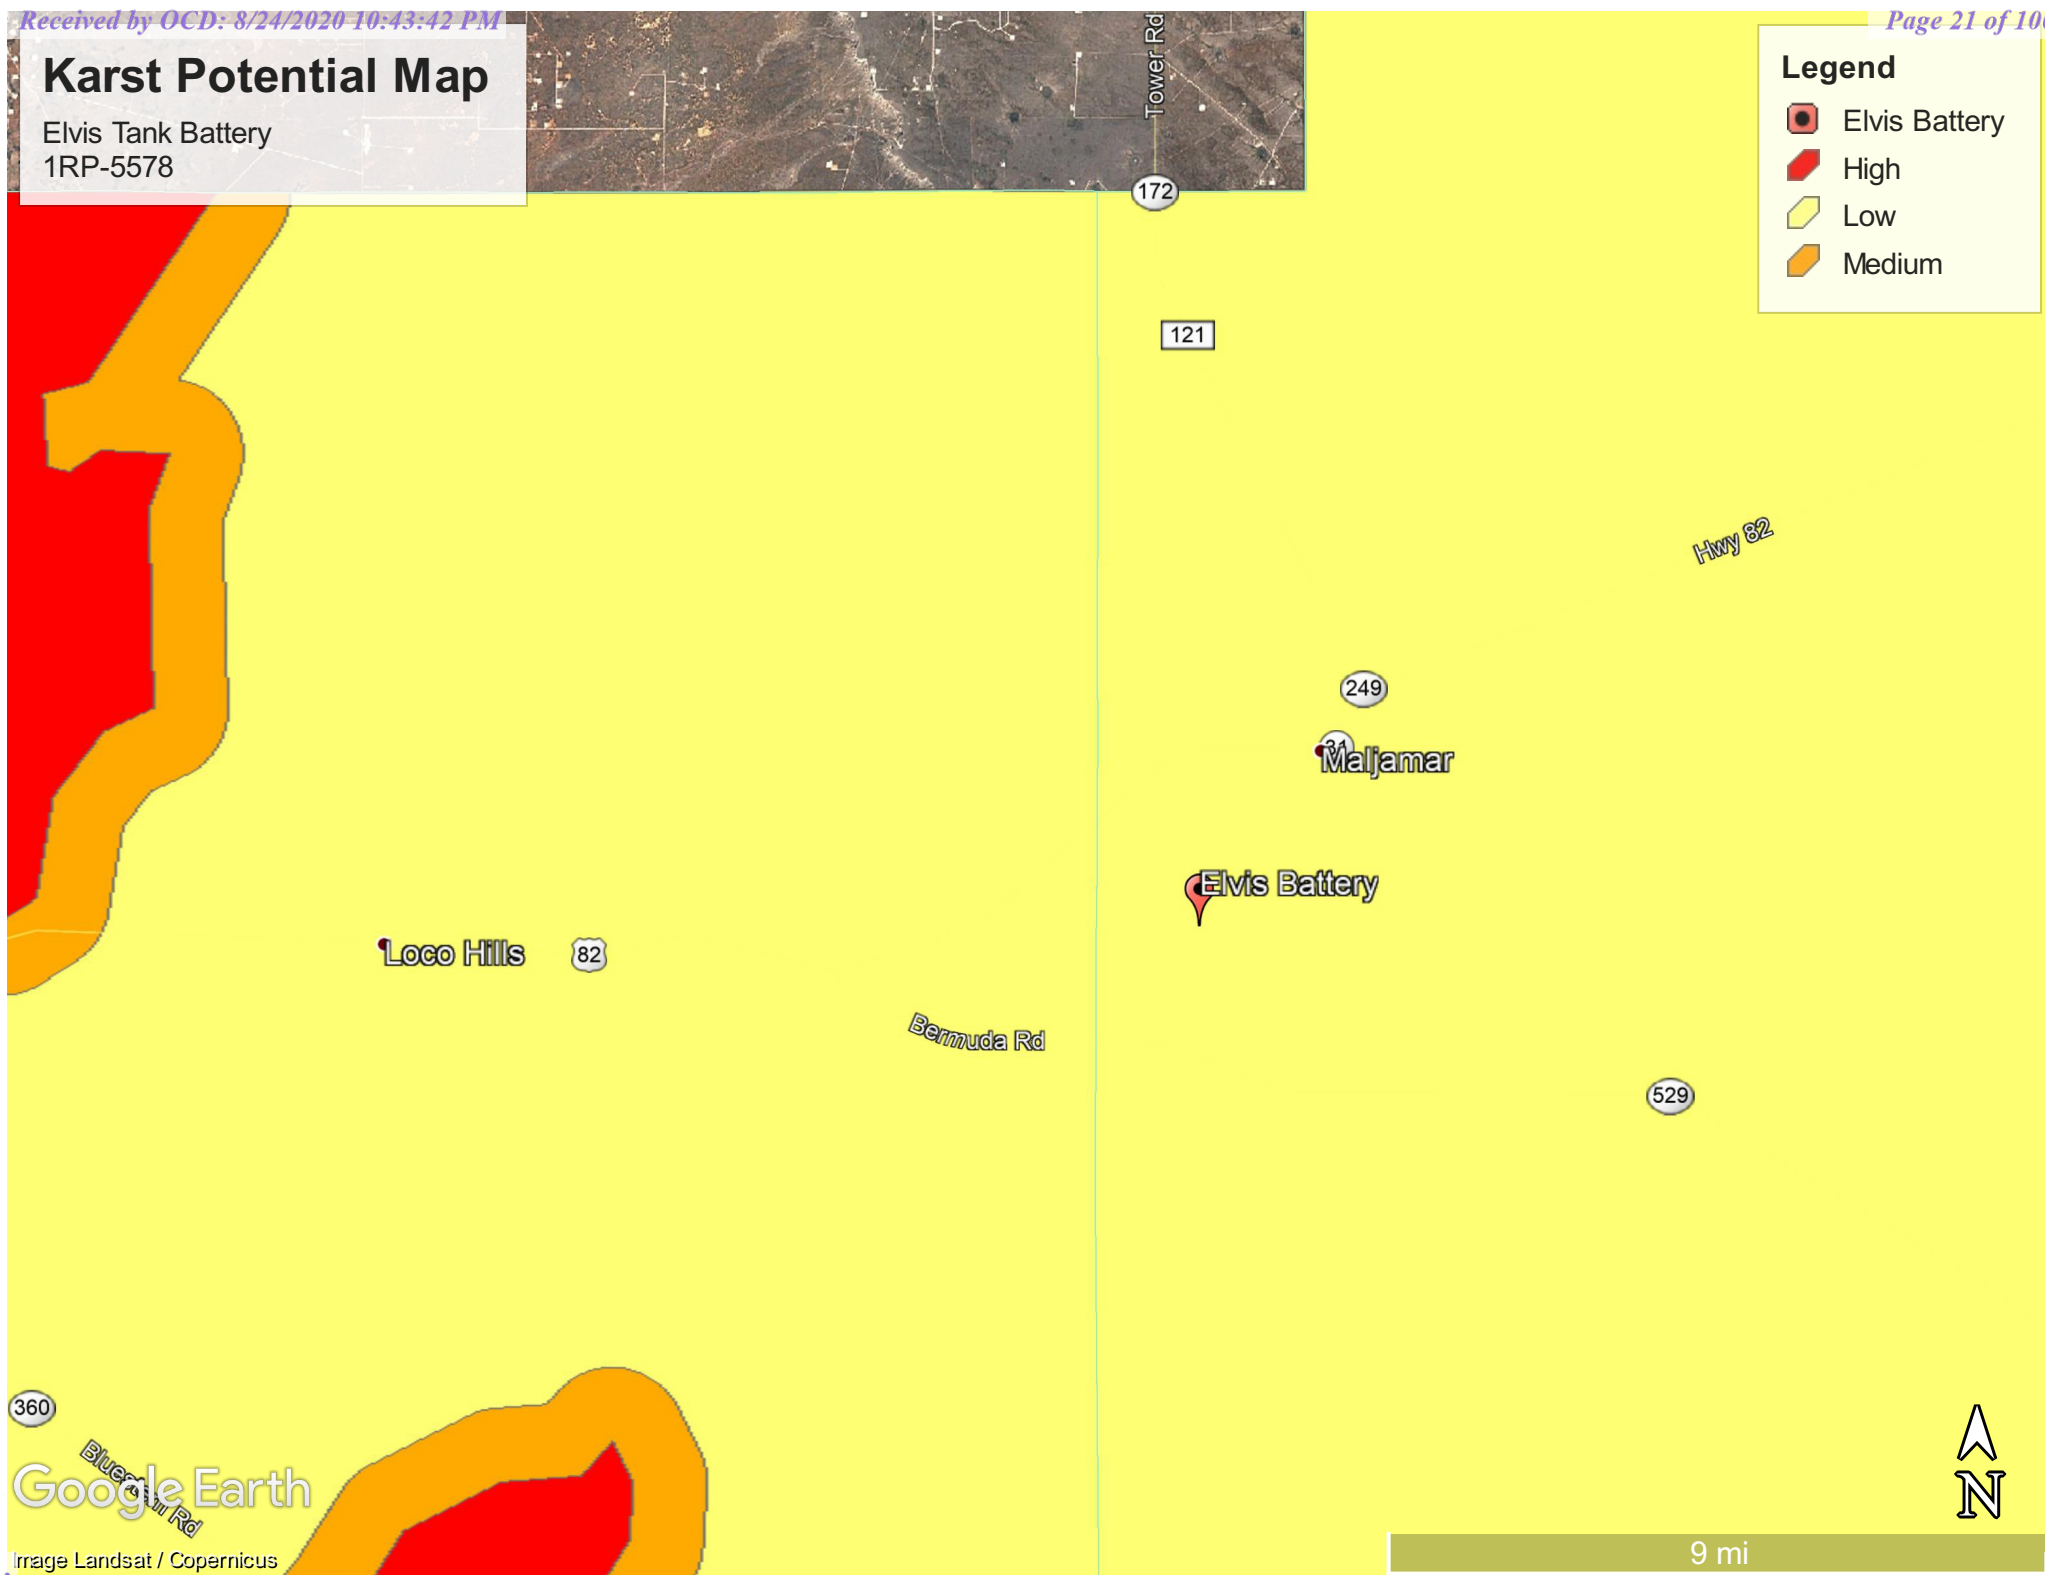 Received by OCD: 8/24/2020 10:43:42 PM
Page 21 of
Karst Potential Map
Elvis Tank Battery
1RP-5578
Legend
Elvis Battery
High
Low
Medium
Tower Rd
172
121
Hwy 82
249
Maljamar
Elvis Battery
Loco Hills
82
Bermuda Rd
529
360
Rd
Google Earth
Image Landsat / Copernicus
N
9 mi